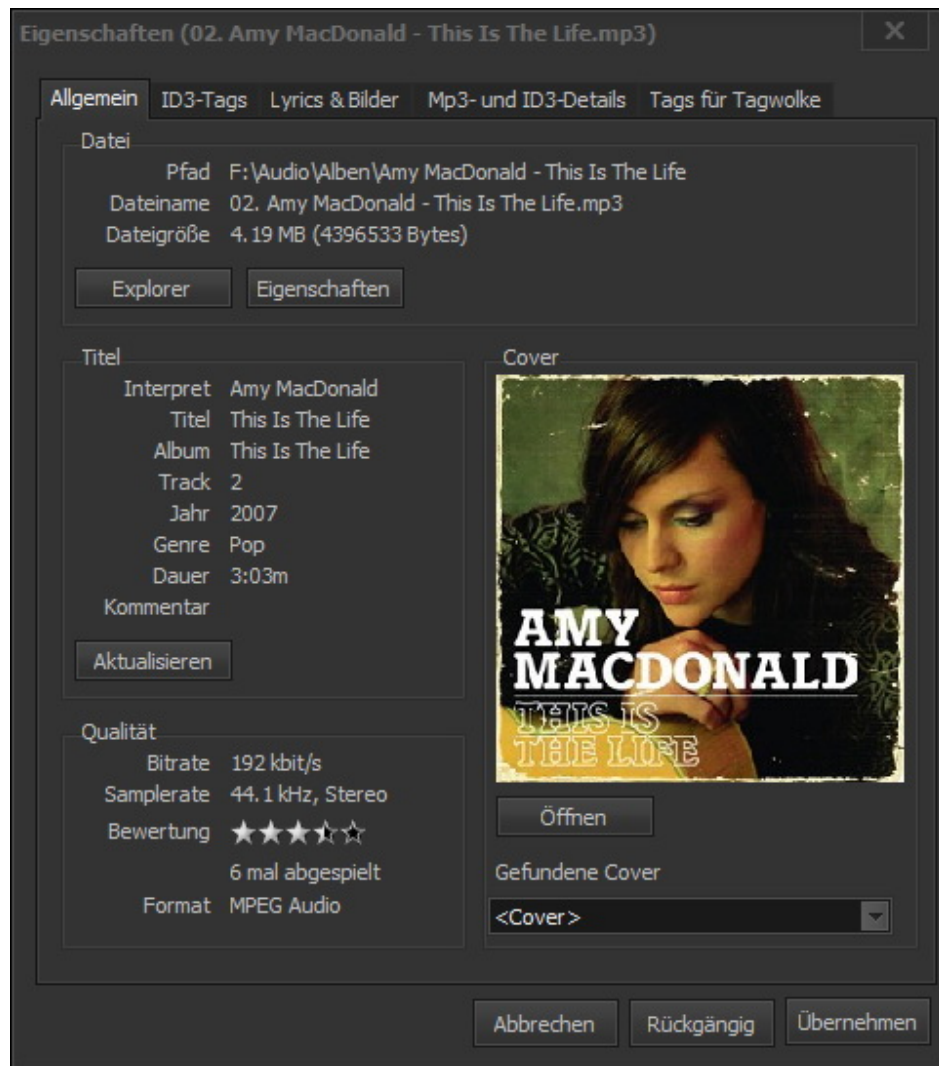 Eigenschaften (02. Amy MacDonald - This Is The Life.mp3)
Allgemein ID3-Tags Lyrics & Bilder Mp3- und ID3-Details Tags für Tagwolke
Datei
Pfad F:\Audio\Alben\Amy MacDonald - This Is The Life
Dateiname 02. Amy MacDonald - This Is The Life.mp3
Dateigröße 4.19 MB (4396533 Bytes)
Explorer Eigenschaften
Titel
Interpret Amy MacDonald
Titel This Is The Life
Album This Is The Life
Track 2
Jahr 2007
Genre Pop
Dauer 3:03m
Kommentar
Aktualisieren
Qualität
Bitrate 192 kbit/s
Samplerate 44.1 kHz, Stereo
Bewertung
6 mal abgespielt
Format MPEG Audio
Cover
AMY
MACDONALD
THIS IS
THE LIFE
Öffnen
Gefundene Cover
<Cover>
Abbrechen Rückgängig Übernehmen